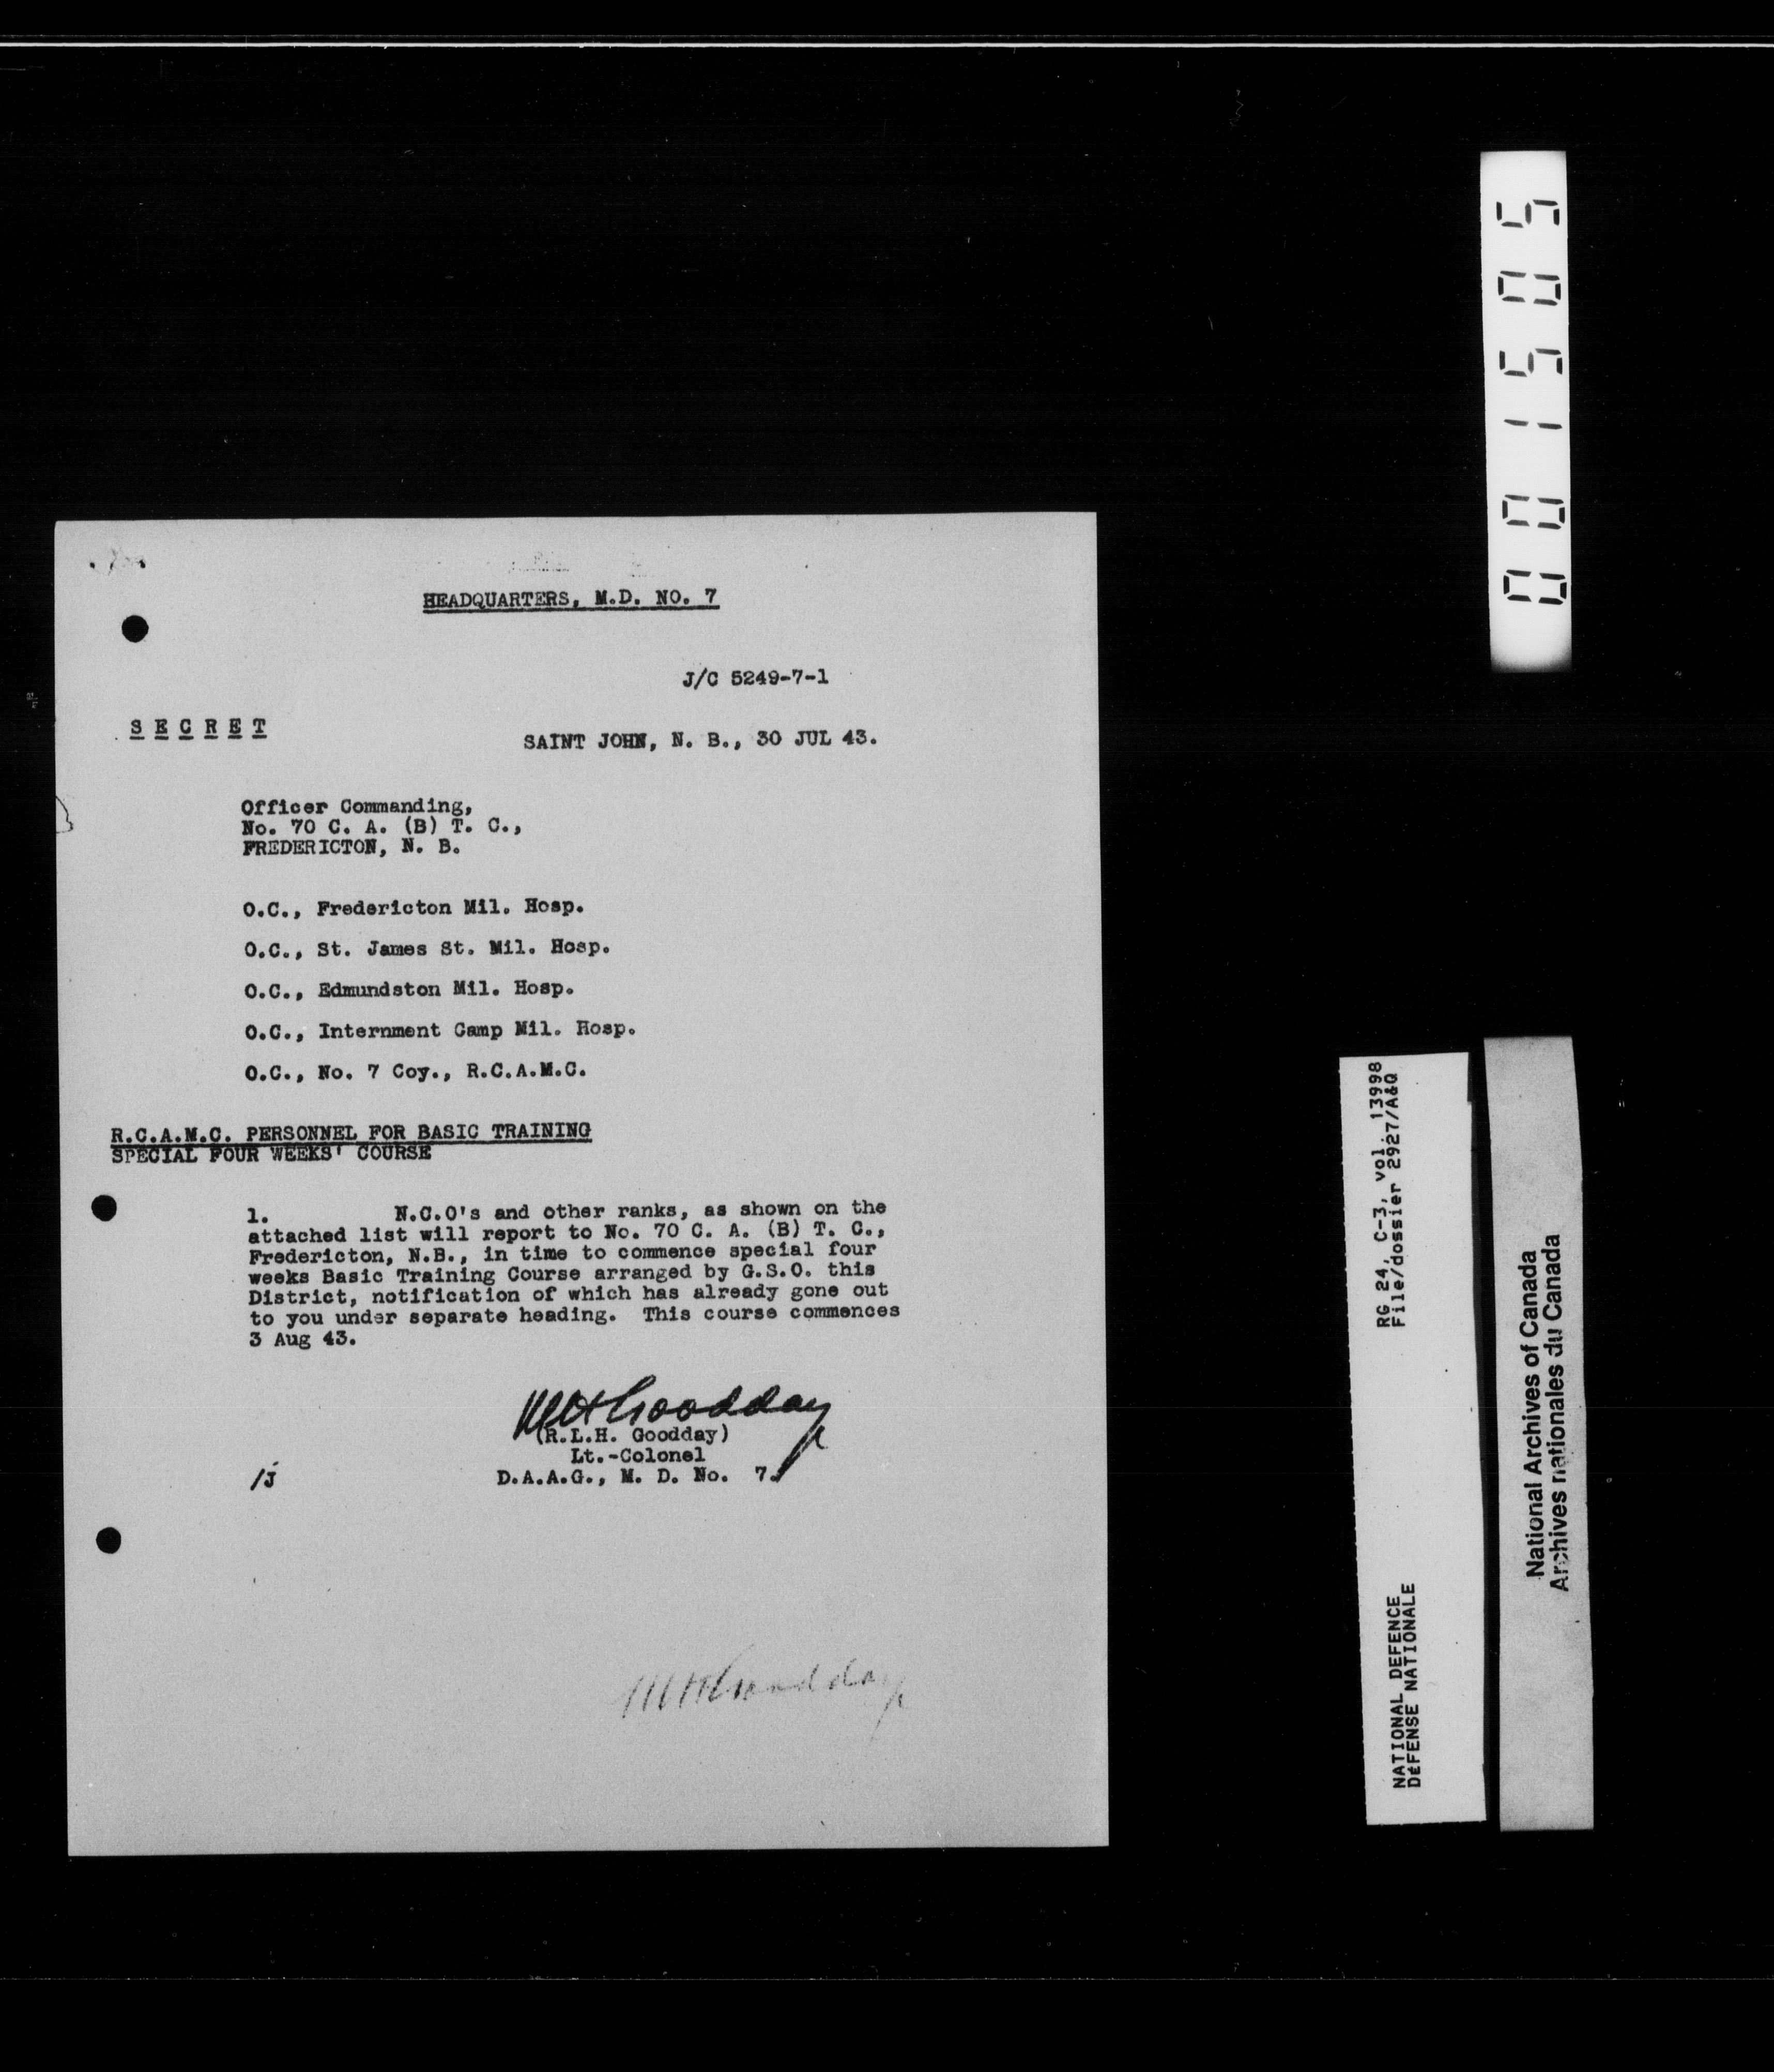 HEADQUARTERS, M.D. NO. 7
J/C 5249-7-1
S E C R E T
SAINT JOHN, N. B., 30 JUL 43.
Officer Commanding,
No. 70 C. A. (B) T. C.,
FREDERICTON, N. B.
O.C., Fredericton Mil. Hosp.
O.C., St. James St. Mil. Hosp.
O.C., Edmundston Mil. Hosp.
O.C., Internment Camp Mil. Hosp.
O.C., No. 7 Coy., R.C.A.M.C.
R.C.A.M.C. PERSONNEL FOR BASIC TRAINING
SPECIAL FOUR WEEKS' COURSE
1. N.C.O's and other ranks, as shown on the
attached list will report to No. 70 C. A. (B) T. C.,
Fredericton, N.B., in time to commence special four
weeks Basic Training Course arranged by G.S.O. this
District, notification of which has already gone out
to you under separate heading. This course commences
3 Aug 43.
RLH Goodday
(R.L.H. Goodday)
Lt.-Colonel
/J D.A.A.G., M. D. No. 7.
RLH Goodday
001505
RG 24, C-3, vol. 13998
File/dossier 2927/A&Q
NATIONAL DEFENCE
DÉFENSE NATIONALE
National Archives of Canada
Archives nationales du Canada